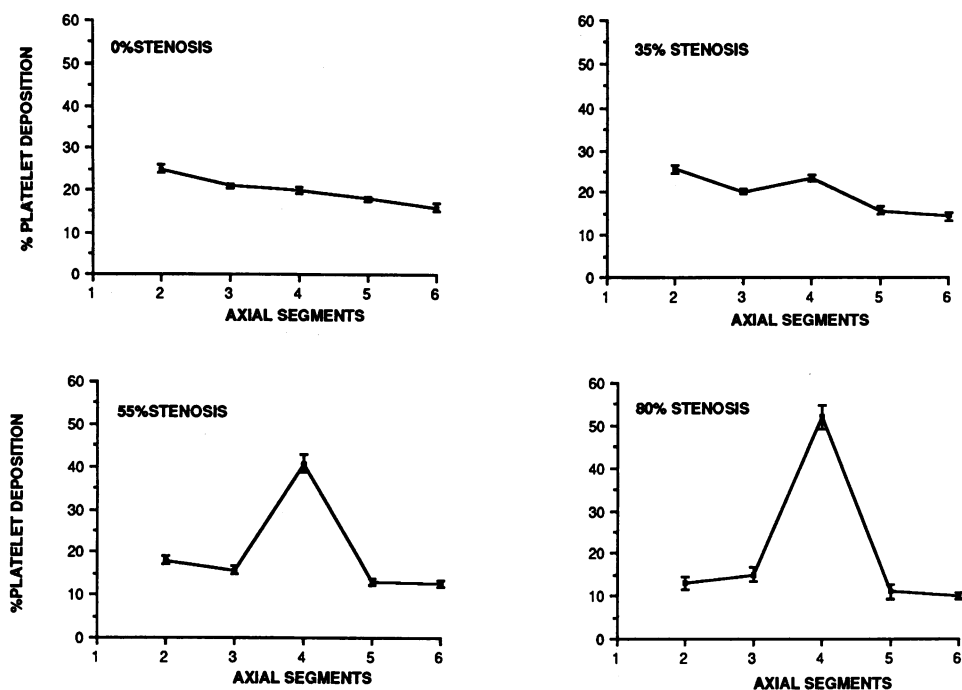 % PLATELET DEPOSITION
60
50
40
30
20
10
0
0%STENOSIS
1 2 3 4 5 6
AXIAL SEGMENTS
60
50
40
30
20
10
0
35% STENOSIS
1 2 3 4 5 6
AXIAL SEGMENTS
%PLATELET DEPOSITION
60
50
40
30
20
10
0
55%STENOSIS
1 2 3 4 5 6
AXIAL SEGMENTS
60
50
40
30
20
10
0
80% STENOSIS
1 2 3 4 5 6
AXIAL SEGMENTS